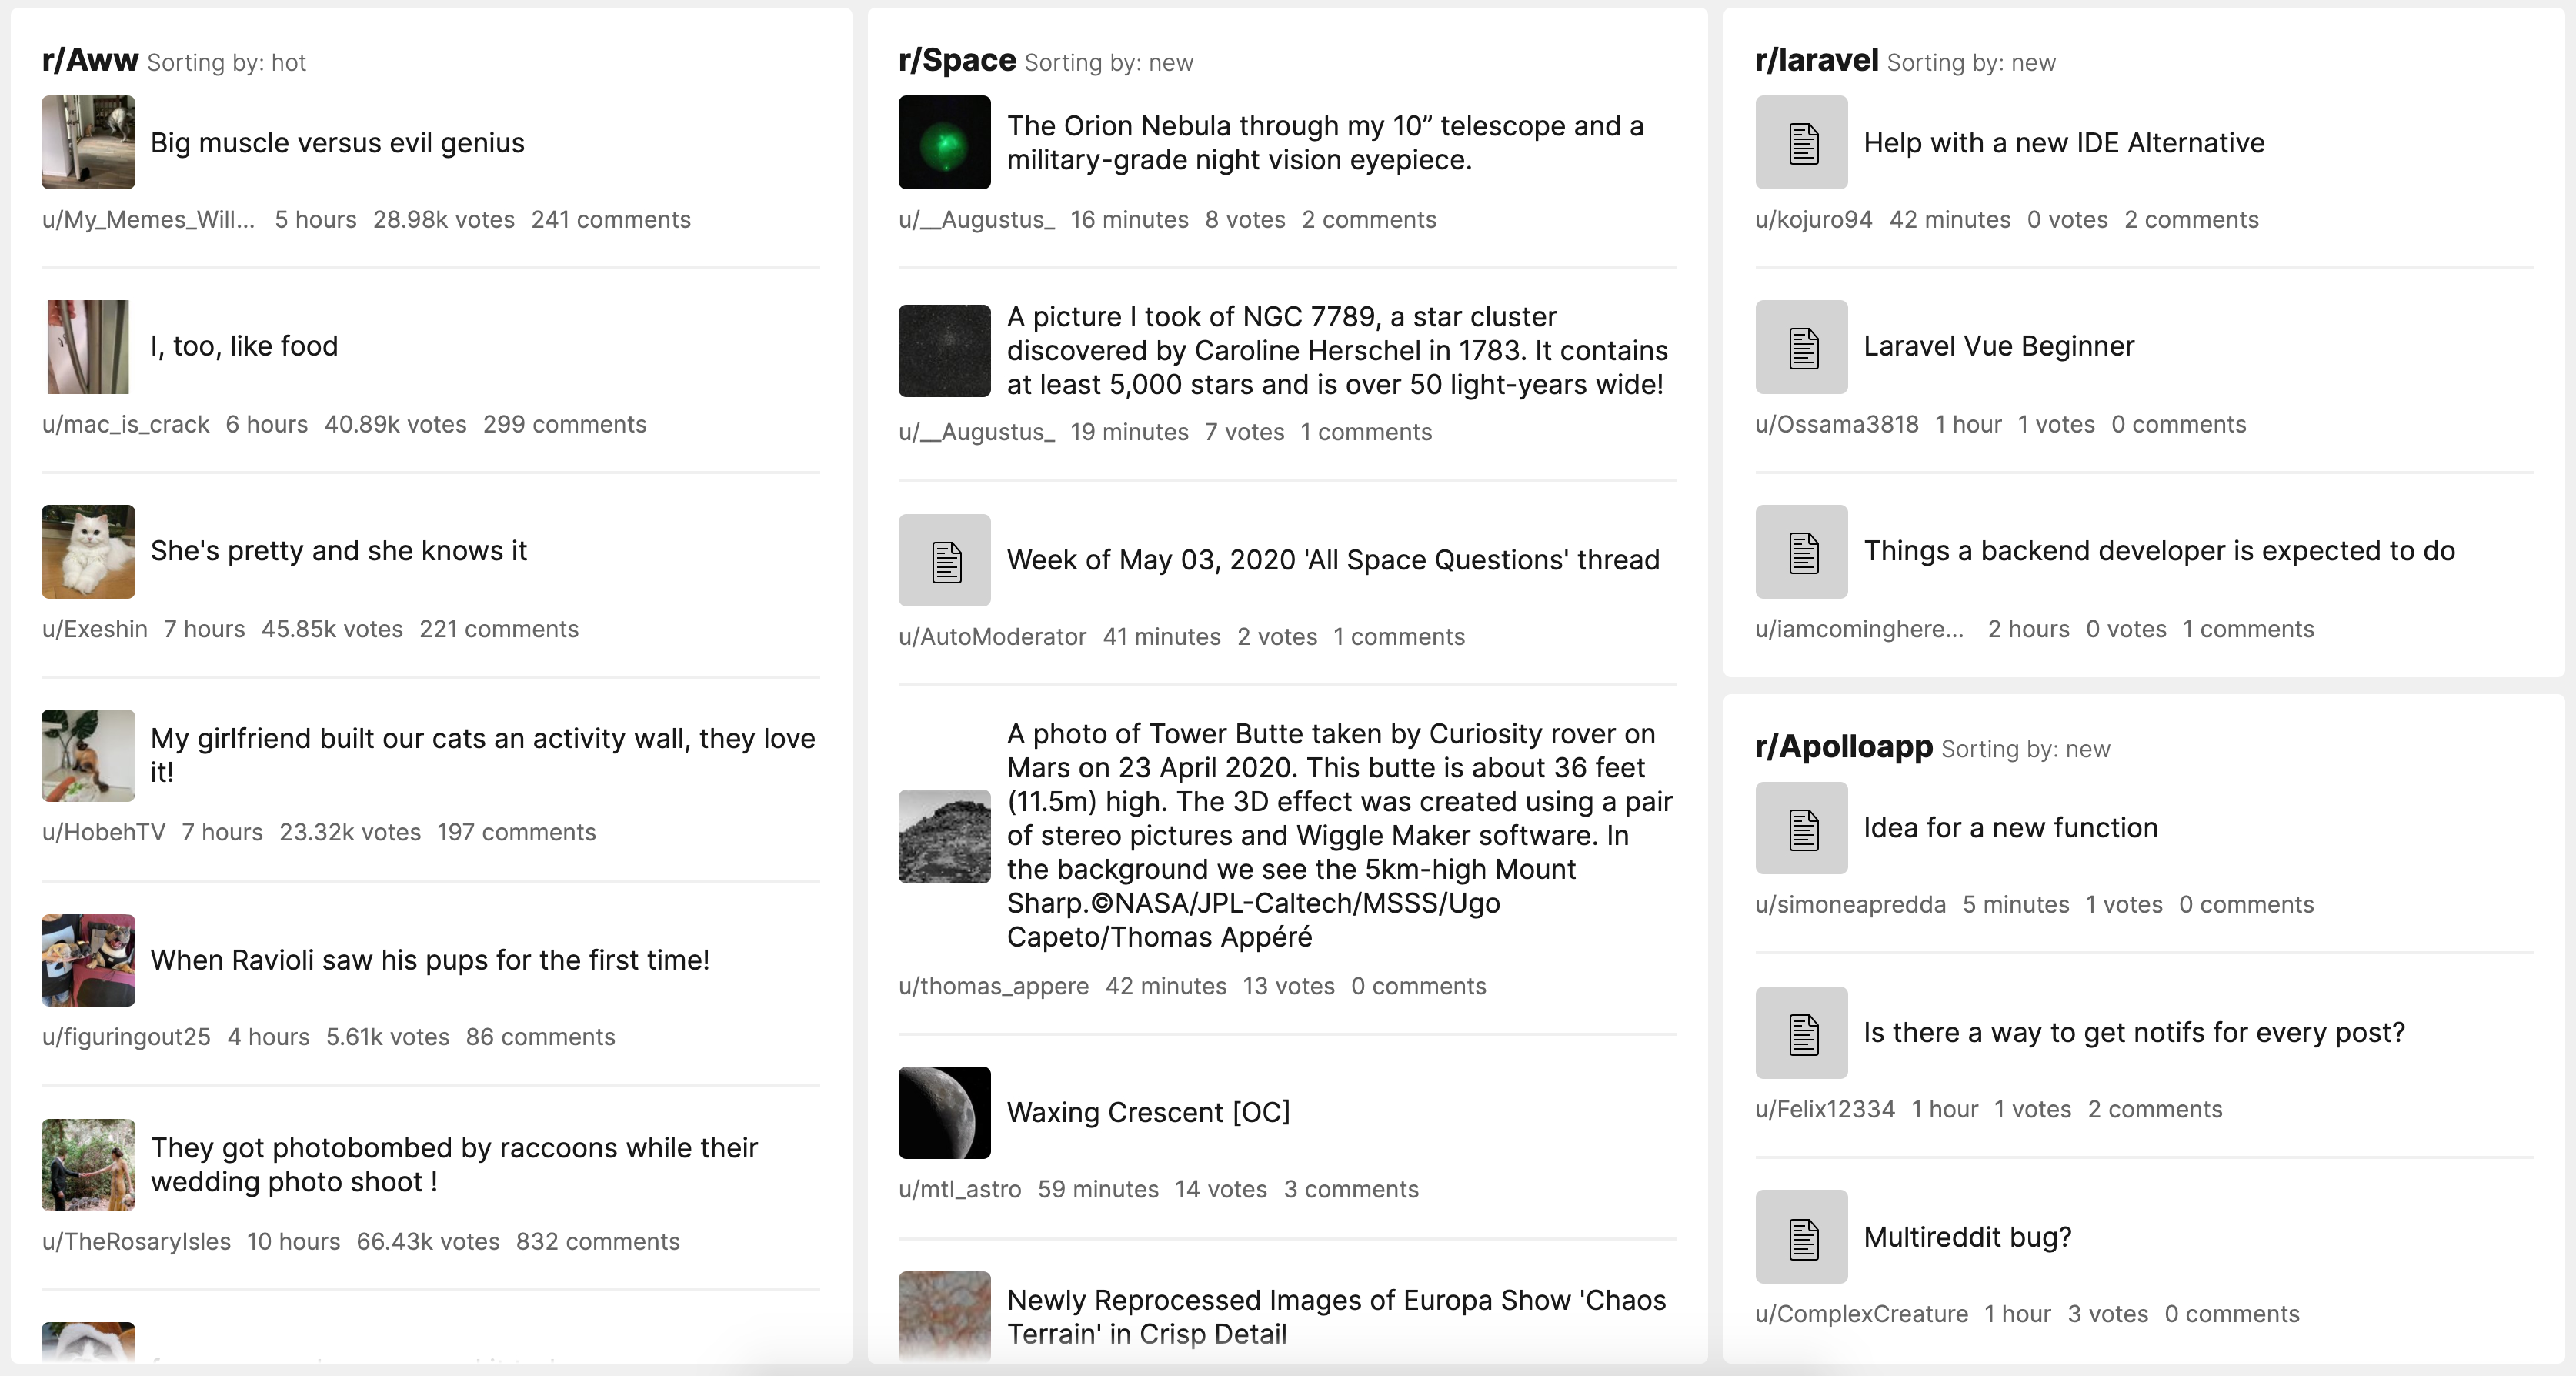 r/Aww Sorting by: hot
Big muscle versus evil genius
u/My_Memes_Will... 5 hours 28.98k votes 241 comments
I, too, like food
u/mac_is_crack 6 hours 40.89k votes 299 comments
She's pretty and she knows it
u/Exeshin 7 hours 45.85k votes 221 comments
My girlfriend built our cats an activity wall, they love
it!
u/HobehTV 7 hours 23.32k votes 197 comments
When Ravioli saw his pups for the first time!
u/figuringout25 4 hours 5.61k votes 86 comments
They got photobombed by raccoons while their
wedding photo shoot !
u/TheRosaryIsles 10 hours 66.43k votes 832 comments
r/Space Sorting by: new
The Orion Nebula through my 10” telescope and a
military-grade night vision eyepiece.
u/__Augustus_ 16 minutes 8 votes 2 comments
A picture I took of NGC 7789, a star cluster
discovered by Caroline Herschel in 1783. It contains
at least 5,000 stars and is over 50 light-years wide!
u/__Augustus_ 19 minutes 7 votes 1 comments
Week of May 03, 2020 'All Space Questions' thread
u/AutoModerator 41 minutes 2 votes 1 comments
A photo of Tower Butte taken by Curiosity rover on
Mars on 23 April 2020. This butte is about 36 feet
(11.5m) high. The 3D effect was created using a pair
of stereo pictures and Wiggle Maker software. In
the background we see the 5km-high Mount
Sharp.©NASA/JPL-Caltech/MSSS/Ugo
Capeto/Thomas Appéré
u/thomas_appere 42 minutes 13 votes 0 comments
Waxing Crescent [OC]
u/mtl_astro 59 minutes 14 votes 3 comments
Newly Reprocessed Images of Europa Show 'Chaos
Terrain' in Crisp Detail
r/laravel Sorting by: new
Help with a new IDE Alternative
u/kojuro94 42 minutes 0 votes 2 comments
Laravel Vue Beginner
u/Ossama3818 1 hour 1 votes 0 comments
Things a backend developer is expected to do
u/iamcominghere... 2 hours 0 votes 1 comments
r/Apolloapp Sorting by: new
Idea for a new function
u/simoneapredda 5 minutes 1 votes 0 comments
Is there a way to get notifs for every post?
u/Felix12334 1 hour 1 votes 2 comments
Multireddit bug?
u/ComplexCreature 1 hour 3 votes 0 comments